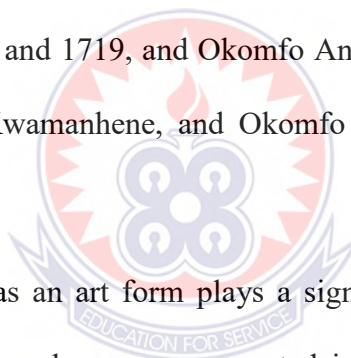 and 1719, and Okomfo An
wamanhene, and Okomfo
as an art form plays a sign
EDUCATION FOR SERVICE